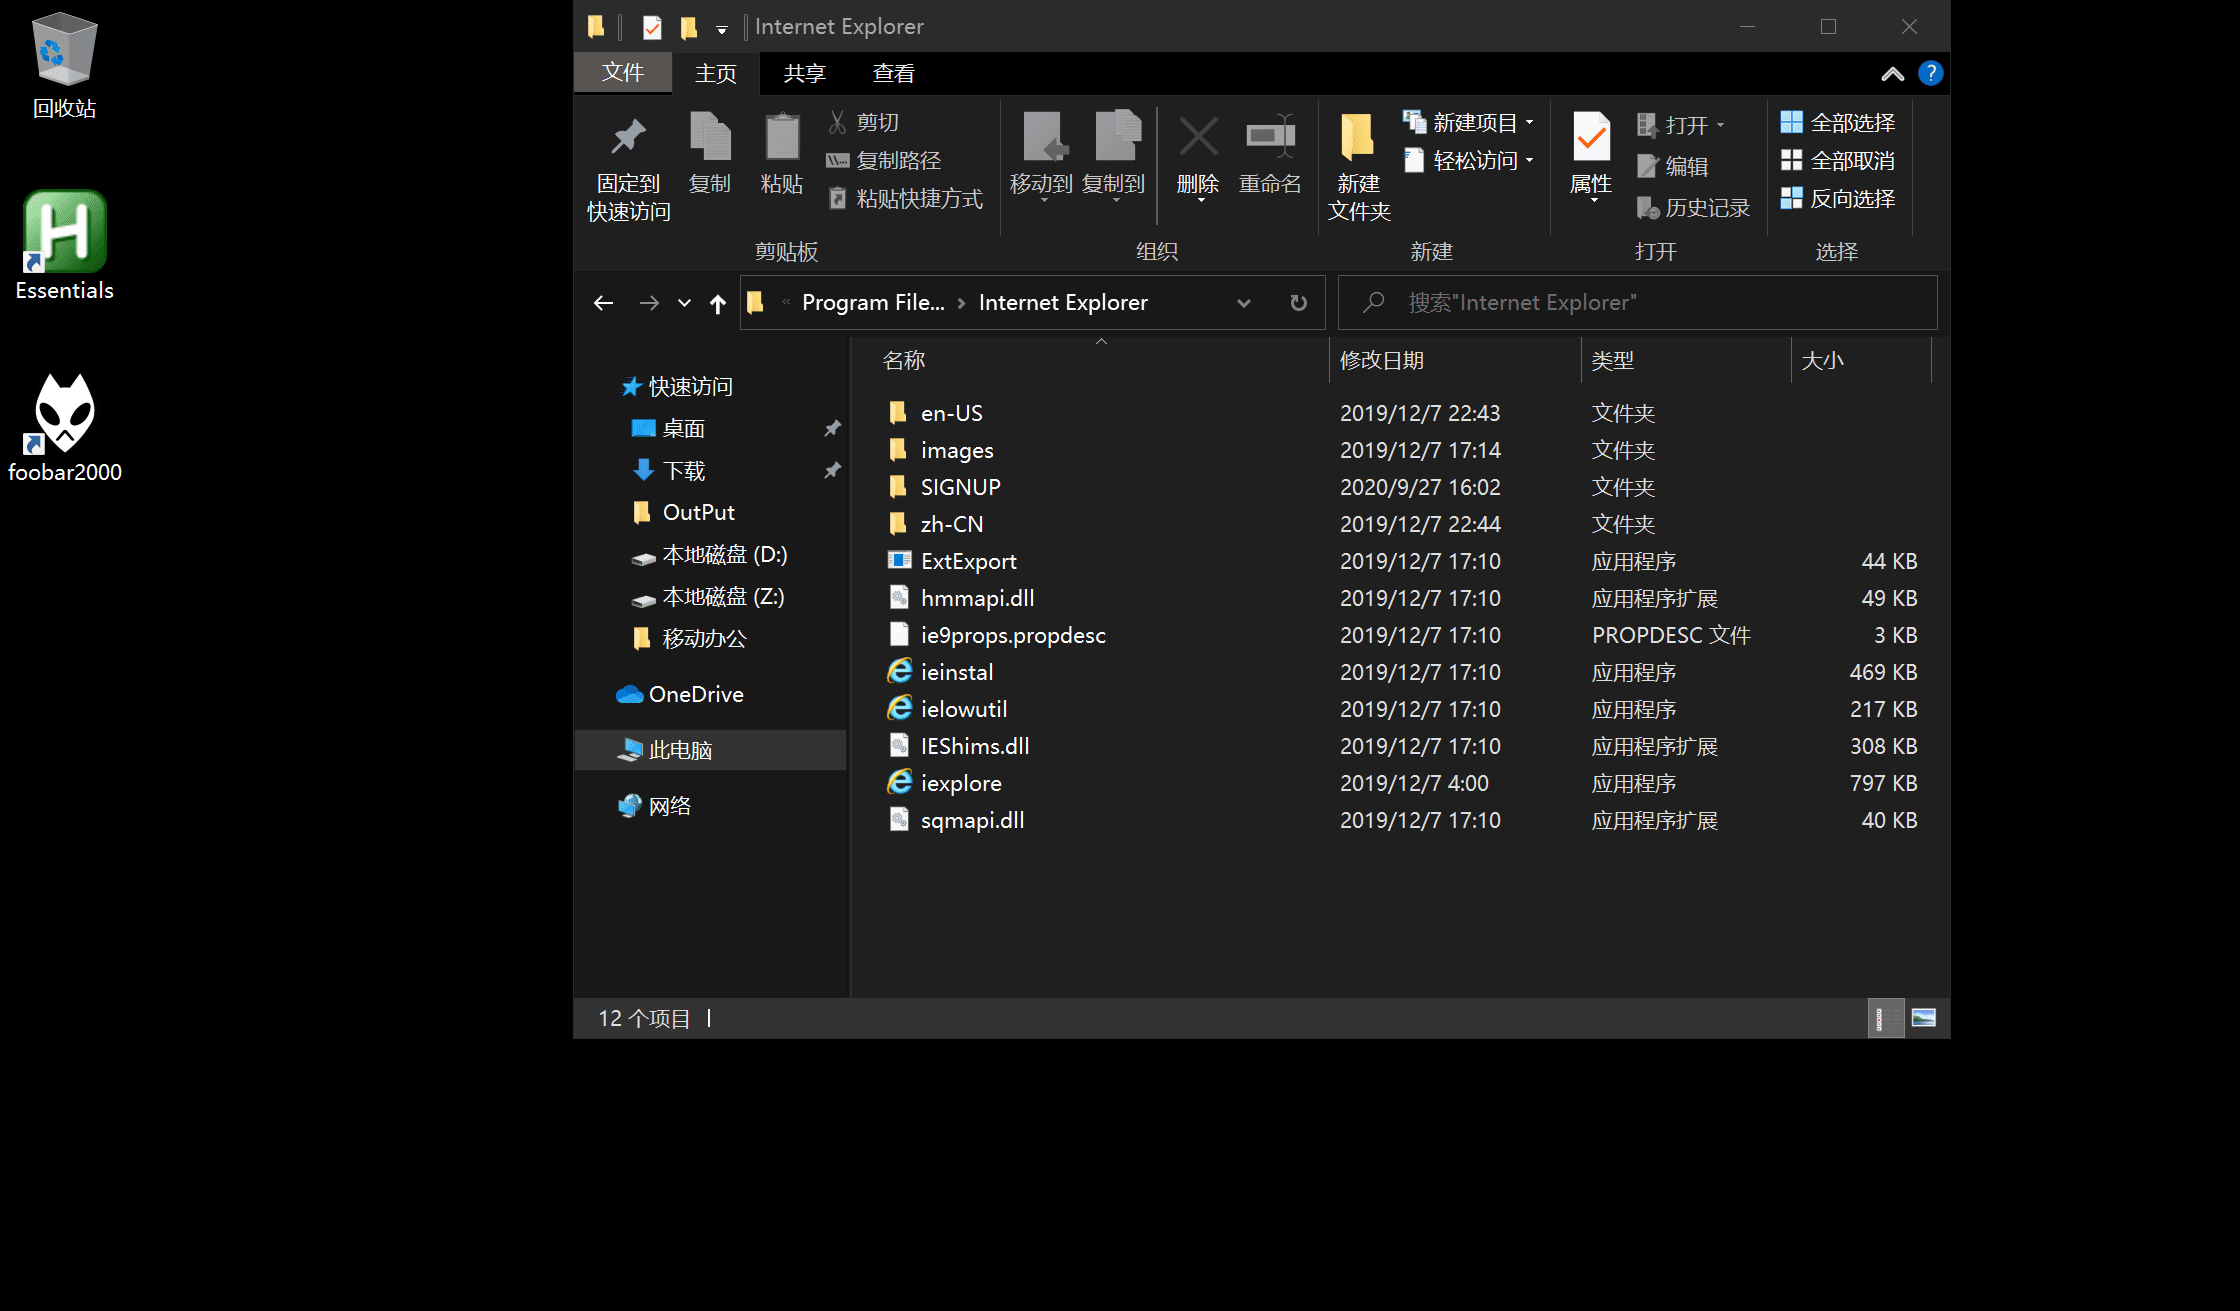 回收站
Essentials
foobar2000
Internet Explorer
文件 主页 共享 查看
固定到
快速访问
复制
粘贴
剪切
复制路径
粘贴快捷方式
剪贴板
移动到
复制到
删除
重命名
组织
新建
文件夹
新建项目
轻松访问
新建
属性
打开
编辑
历史记录
打开
全部选择
全部取消
反向选择
选择
« Program File... › Internet Explorer
搜索"Internet Explorer"
快速访问
桌面
下载
OutPut
本地磁盘 (D:)
本地磁盘 (Z:)
移动办公
OneDrive
此电脑
网络
名称 修改日期 类型 大小
en-US 2019/12/7 22:43 文件夹
images 2019/12/7 17:14 文件夹
SIGNUP 2020/9/27 16:02 文件夹
zh-CN 2019/12/7 22:44 文件夹
ExtExport 2019/12/7 17:10 应用程序 44 KB
hmmapi.dll 2019/12/7 17:10 应用程序扩展 49 KB
ie9props.propdesc 2019/12/7 17:10 PROPDESC 文件 3 KB
ieinstal 2019/12/7 17:10 应用程序 469 KB
ielowutil 2019/12/7 17:10 应用程序 217 KB
IEShims.dll 2019/12/7 17:10 应用程序扩展 308 KB
iexplore 2019/12/7 4:00 应用程序 797 KB
sqmapi.dll 2019/12/7 17:10 应用程序扩展 40 KB
12 个项目